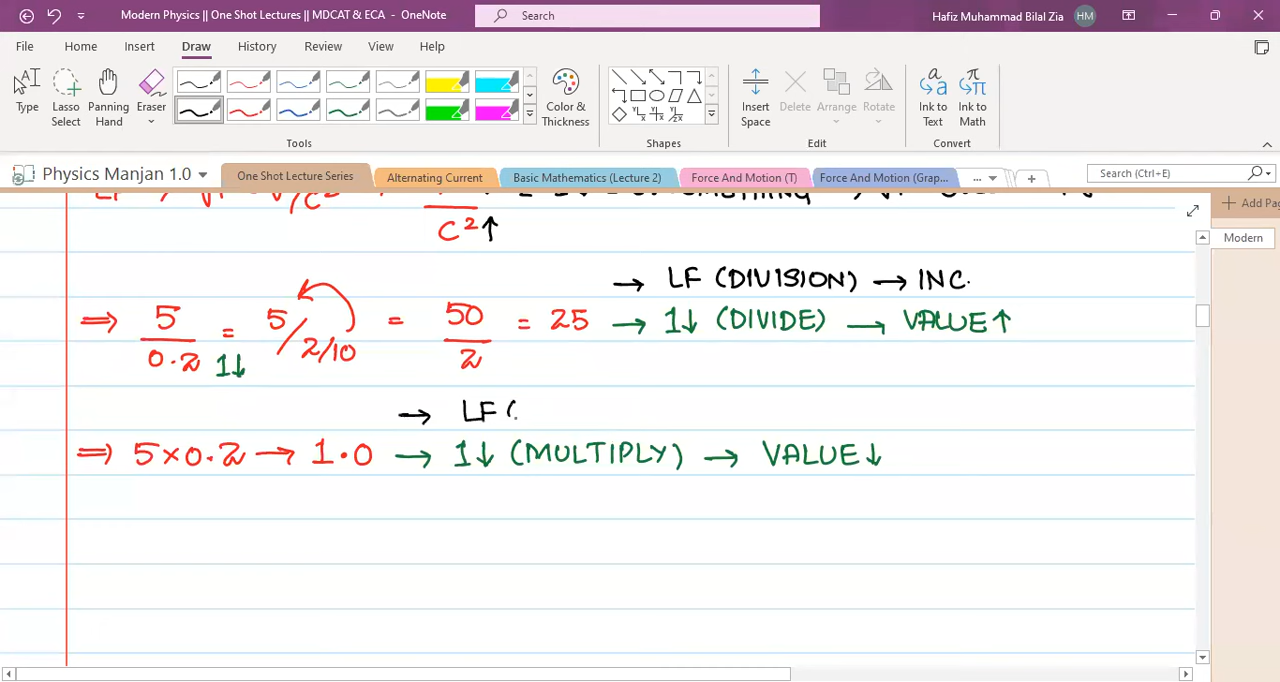 Modern Physics || One Shot Lectures || MDCAT & ECA - OneNote
Search
Hafiz Muhammad Bilal Zia HM
File Home Insert Draw History Review View Help
Type Lasso Select Panning Hand Eraser Color & Thickness Insert Space Delete Arrange Rotate Ink to Text Ink to Math
Tools Shapes Edit Convert
Physics Manjan 1.0 One Shot Lecture Series Alternating Current Basic Mathematics (Lecture 2) Force And Motion (T) Force And Motion (Grap... ... Search (Ctrl+E)
Add Pag
Modern
C²↑
→ LF (DIVISION) → INC.
⇒ 5/0.2 = 5/2/10 = 50/2 = 25 → 1↓ (DIVIDE) → VALUE↑
1↓
→ LF (
⇒ 5×0.2 → 1.0 → 1↓ (MULTIPLY) → VALUE↓